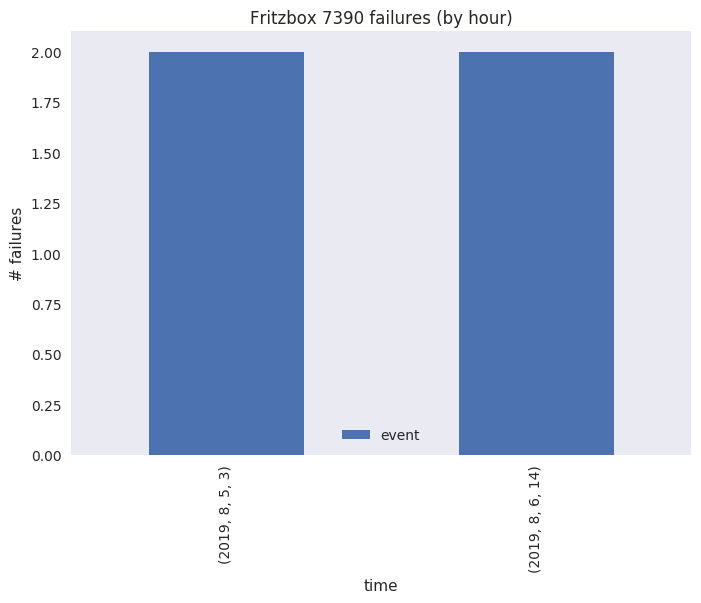 Fritzbox 7390 failures (by hour)
# failures
2.00
1.75
1.50
1.25
1.00
0.75
0.50
0.25
0.00
event
(2019, 8, 5, 3)
(2019, 8, 6, 14)
time